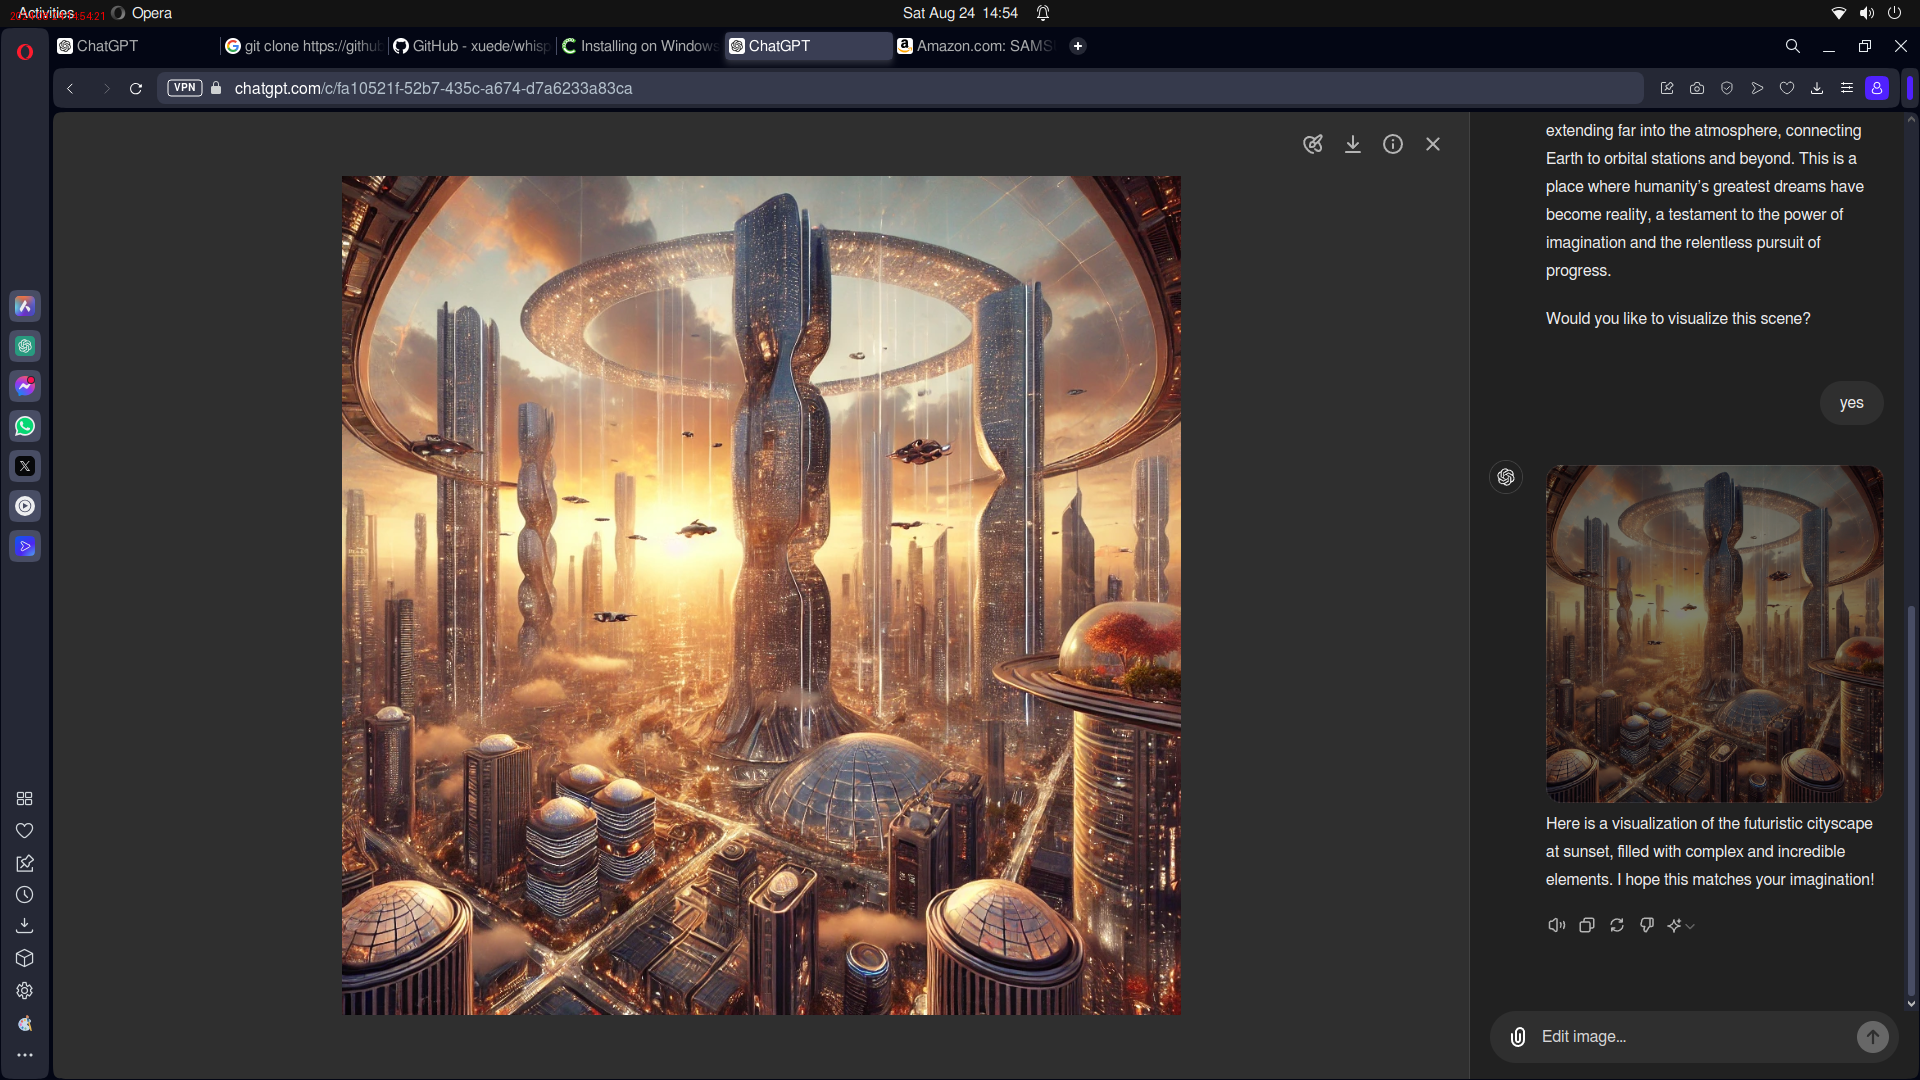 Activities
Opera
Sat Aug 24 14:54
ChatGPT
git clone https://github
GitHub - xuede/whisp
Installing on Windows
ChatGPT
Amazon.com: SAMS
VPN
chatgpt.com/c/fa10521f-52b7-435c-a674-d7a6233a83ca
extending far into the atmosphere, connecting
Earth to orbital stations and beyond. This is a
place where humanity's greatest dreams have
become reality, a testament to the power of
imagination and the relentless pursuit of
progress.
Would you like to visualize this scene?
yes
Here is a visualization of the futuristic cityscape
at sunset, filled with complex and incredible
elements. I hope this matches your imagination!
Edit image...